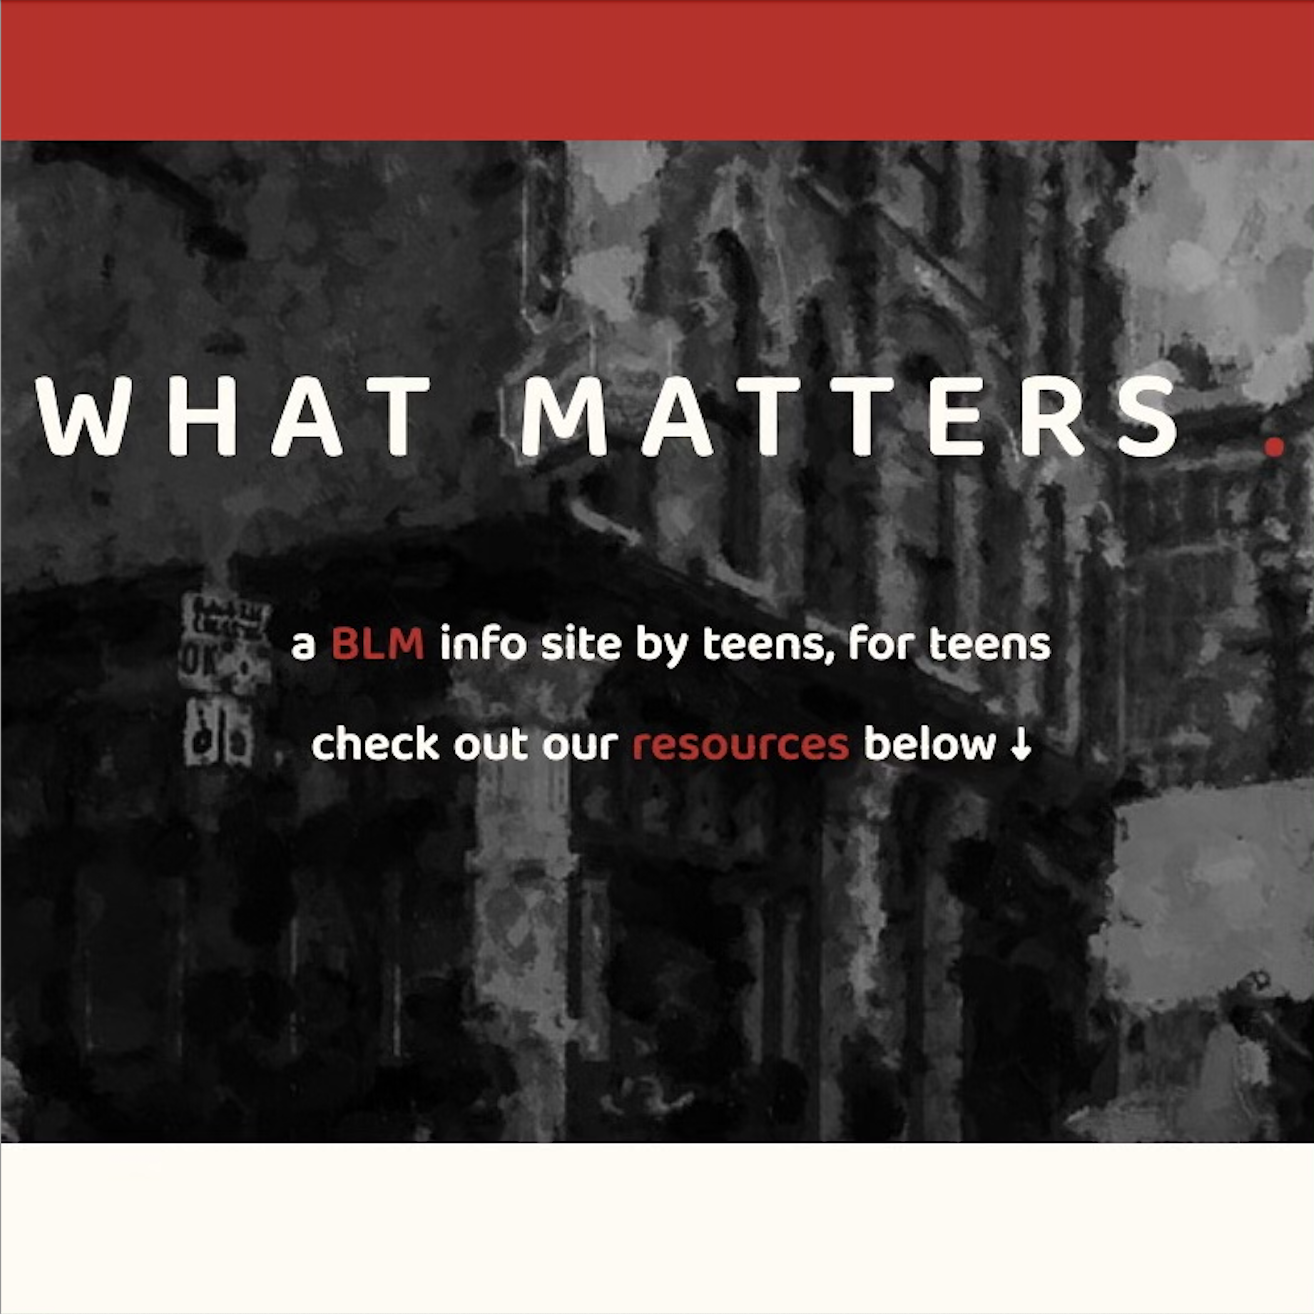 WHAT MATTERS .
a BLM info site by teens, for teens
check out our resources below ↓